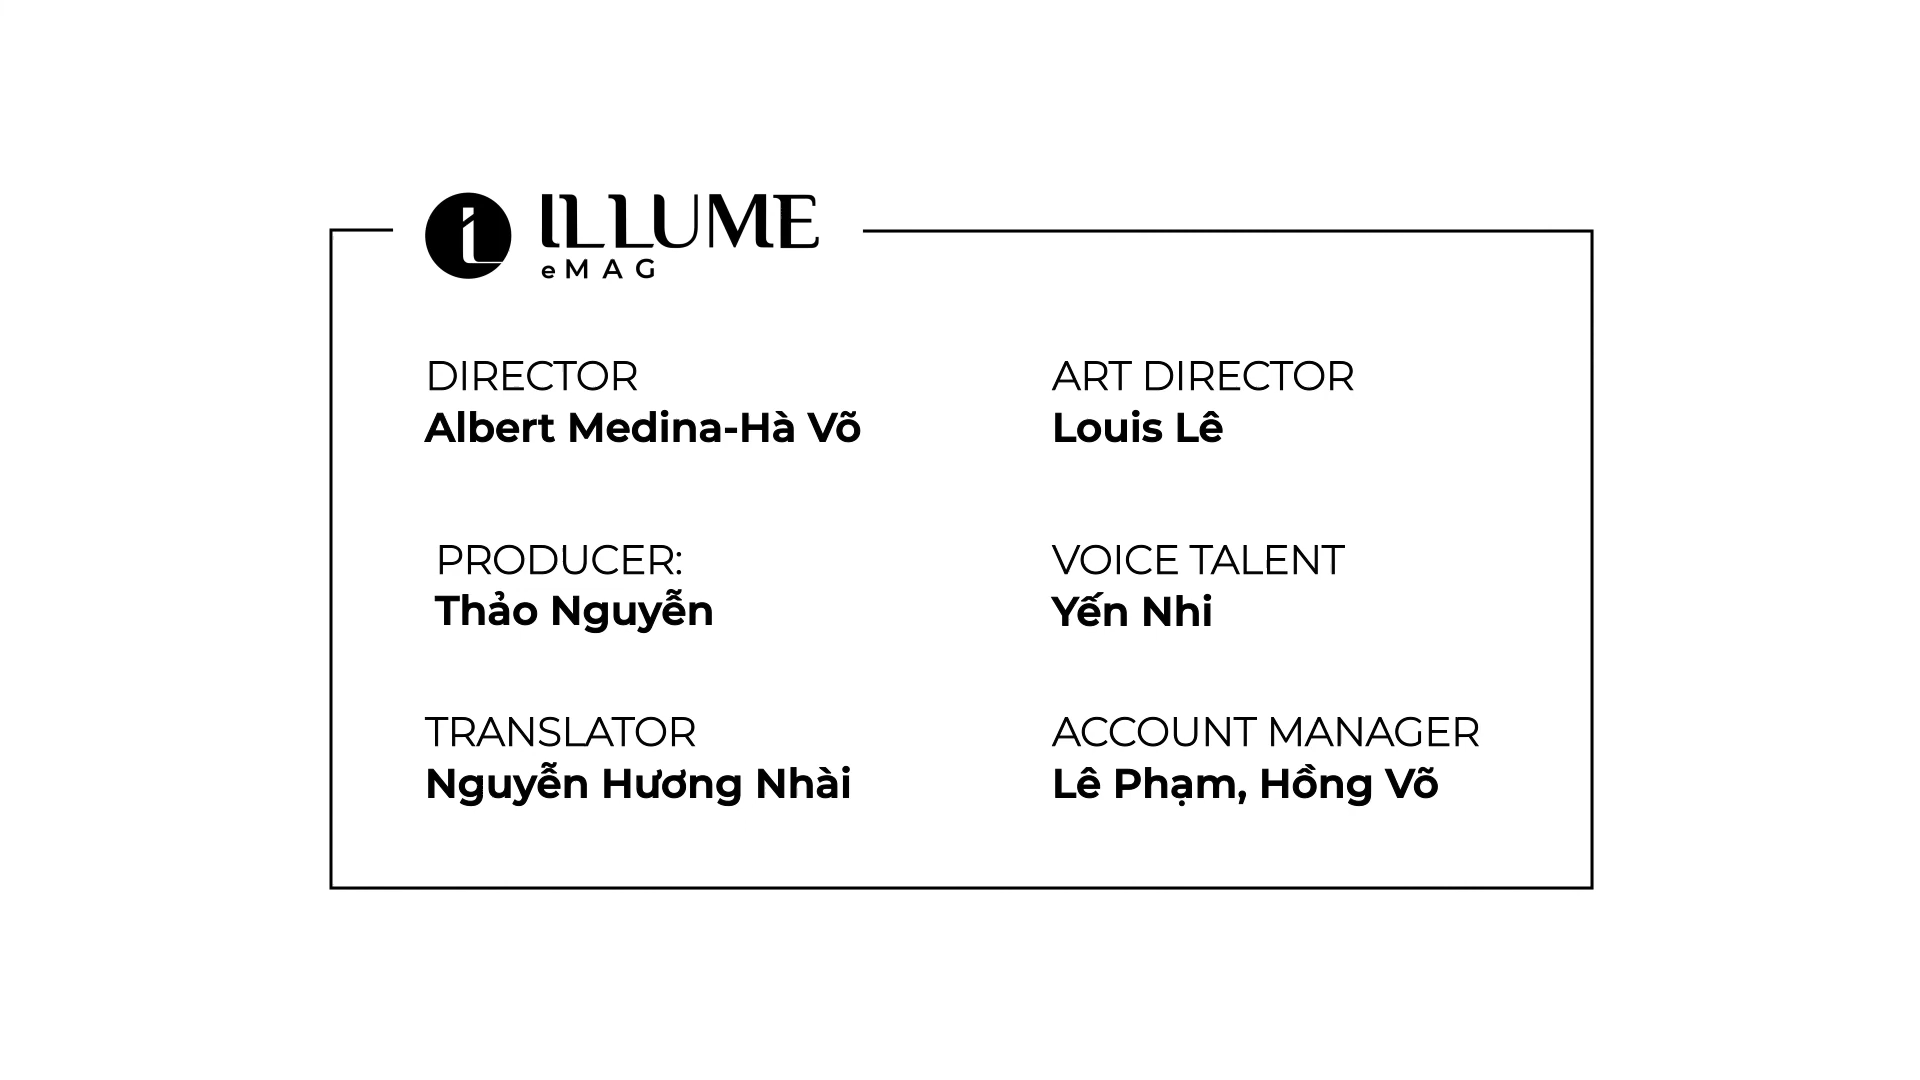 ILLUME
eMAG
DIRECTOR
Albert Medina-Hà Võ
ART DIRECTOR
Louis Lê
PRODUCER:
Thảo Nguyễn
VOICE TALENT
Yến Nhi
TRANSLATOR
Nguyễn Hương Nhài
ACCOUNT MANAGER
Lê Phạm, Hồng Võ